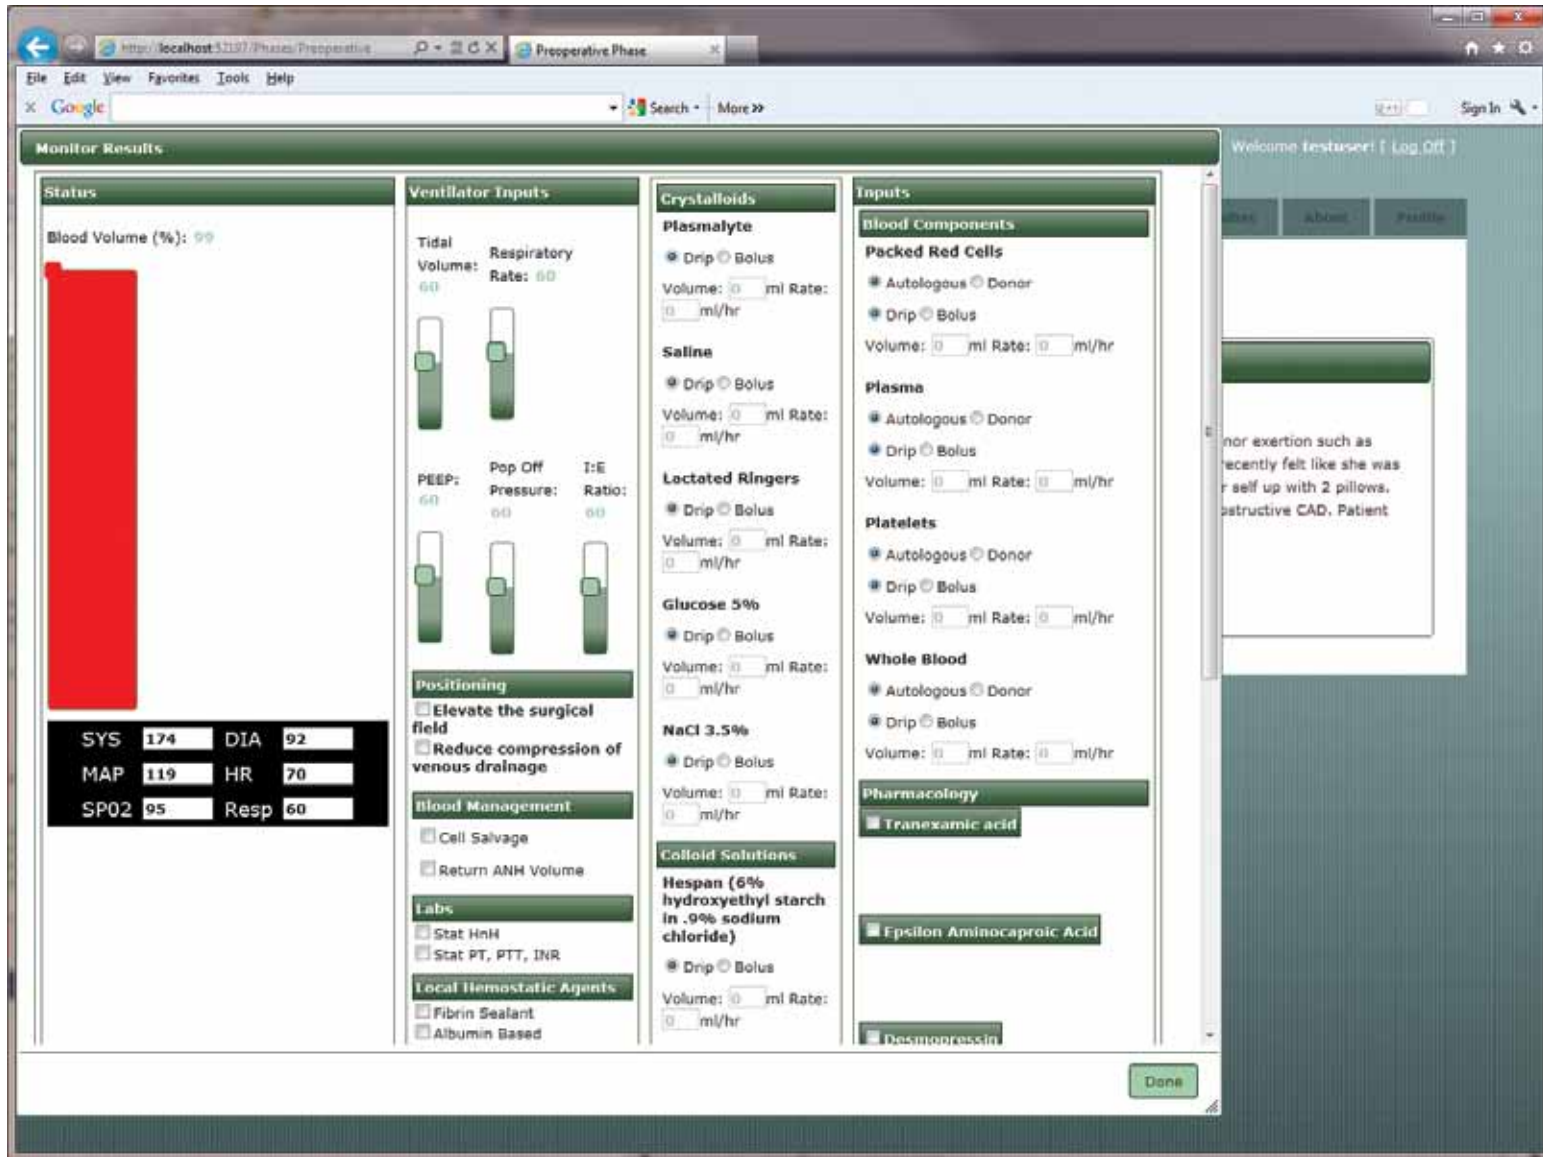 http://localhost:52197/Phases/Preoperative
Preoperative Phase
File Edit View Favorites Tools Help
x Google
Search
More »
Sign In
Monitor Results
Welcome testuser! [ Log Off ]
About
Profile
Status
Blood Volume (%): 99
SYS 174 DIA 92
MAP 119 HR 70
SP02 95 Resp 60
Ventilator Inputs
Tidal
Volume:
60
Respiratory
Rate: 60
PEEP:
60
Pop Off
Pressure:
60
I:E
Ratio:
60
Positioning
Elevate the surgical
field
Reduce compression of
venous drainage
Blood Management
Cell Salvage
Return ANH Volume
Labs
Stat HnH
Stat PT, PTT, INR
Local Hemostatic Agents
Fibrin Sealant
Albumin Based
Crystalloids
Plasmalyte
Drip Bolus
Volume: 0 ml Rate:
0 ml/hr
Saline
Drip Bolus
Volume: 0 ml Rate:
0 ml/hr
Lactated Ringers
Drip Bolus
Volume: 0 ml Rate:
0 ml/hr
Glucose 5%
Drip Bolus
Volume: 0 ml Rate:
0 ml/hr
NaCl 3.5%
Drip Bolus
Volume: 0 ml Rate:
0 ml/hr
Colloid Solutions
Hespan (6%
hydroxyethyl starch
in .9% sodium
chloride)
Drip Bolus
Volume: 0 ml Rate:
0 ml/hr
Inputs
Blood Components
Packed Red Cells
Autologous Donor
Drip Bolus
Volume: 0 ml Rate: 0 ml/hr
Plasma
Autologous Donor
Drip Bolus
Volume: 0 ml Rate: 0 ml/hr
Platelets
Autologous Donor
Drip Bolus
Volume: 0 ml Rate: 0 ml/hr
Whole Blood
Autologous Donor
Drip Bolus
Volume: 0 ml Rate: 0 ml/hr
Pharmacology
Tranexamic acid
Epsilon Aminocaproic Acid
Desmopressin
nor exertion such as
recently felt like she was
r self up with 2 pillows.
ostructive CAD. Patient
Done